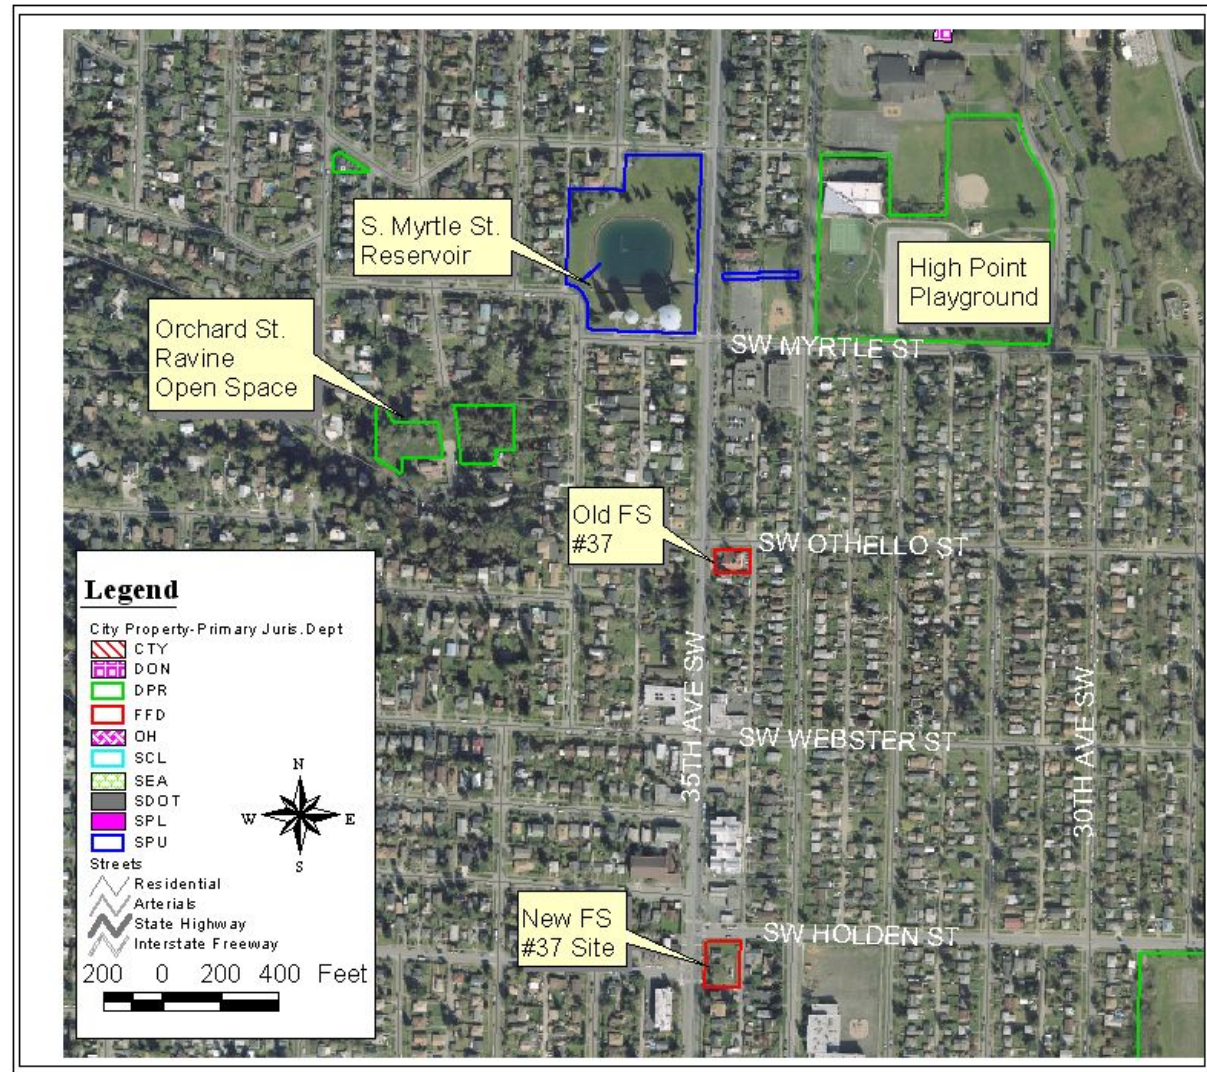 S. Myrtle St.
Reservoir
High Point
Playground
Orchard St.
Ravine
Open Space
SW MYRTLE ST
Old FS
#37
SW OTHELLO ST
35TH AVE SW
30TH AVE SW
SW WEBSTER ST
New FS
#37 Site
SW HOLDEN ST
Legend
City Property-Primary Juris.Dept
CTY
DON
DPR
FFD
OH
SCL
SEA
SDOT
SPL
SPU
N
W
E
S
Streets
Residential
Arterials
State Highway
Interstate Freeway
200 0 200 400 Feet